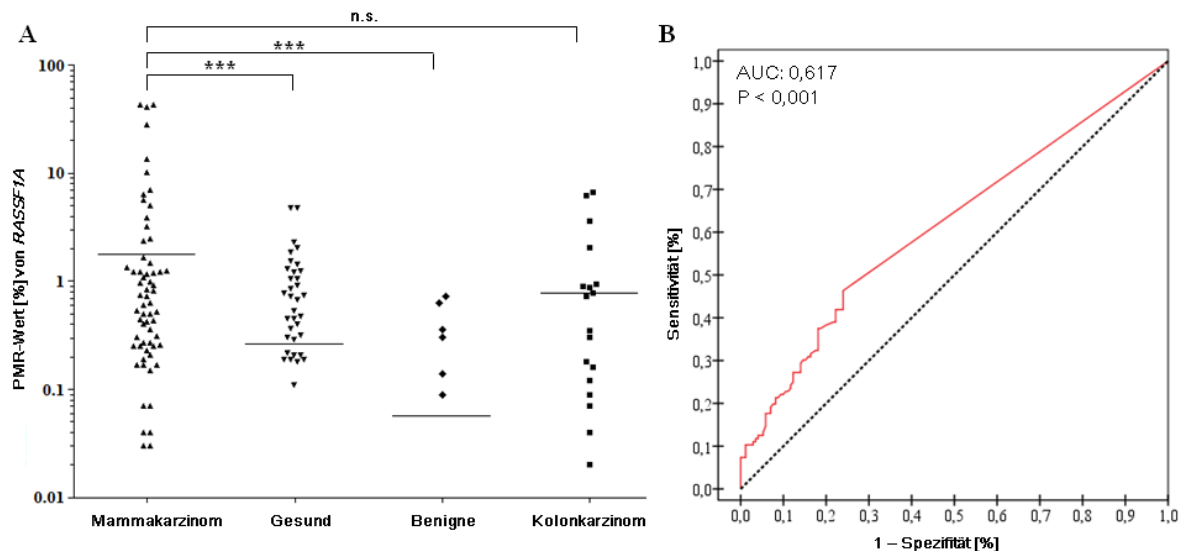 n.s.
A
***
***
100
10
1
0.1
0.01
PMR-Wert [%] von RASSF1A
Mammakarzinom
Gesund
Benigne
Kolonkarzinom
B
AUC: 0,617
P < 0,001
1,0
0,9
0,8
0,7
0,6
0,5
0,4
0,3
0,2
0,1
0,0
Sensitivität [%]
0,0 0,1 0,2 0,3 0,4 0,5 0,6 0,7 0,8 0,9 1,0
1 – Spezifität [%]